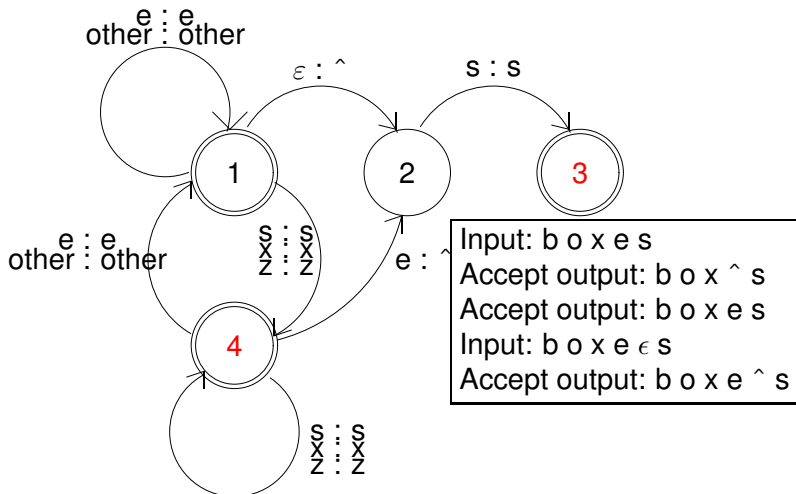 e : e
other : other
ε : ˆ
s : s
1
2
3
e : e
other : other
s : s
x : x
z : z
e : ˆ
4
s : s
x : x
z : z
Input: b o x e s
Accept output: b o x ˆ s
Accept output: b o x e s
Input: b o x e ϵ s
Accept output: b o x e ˆ s